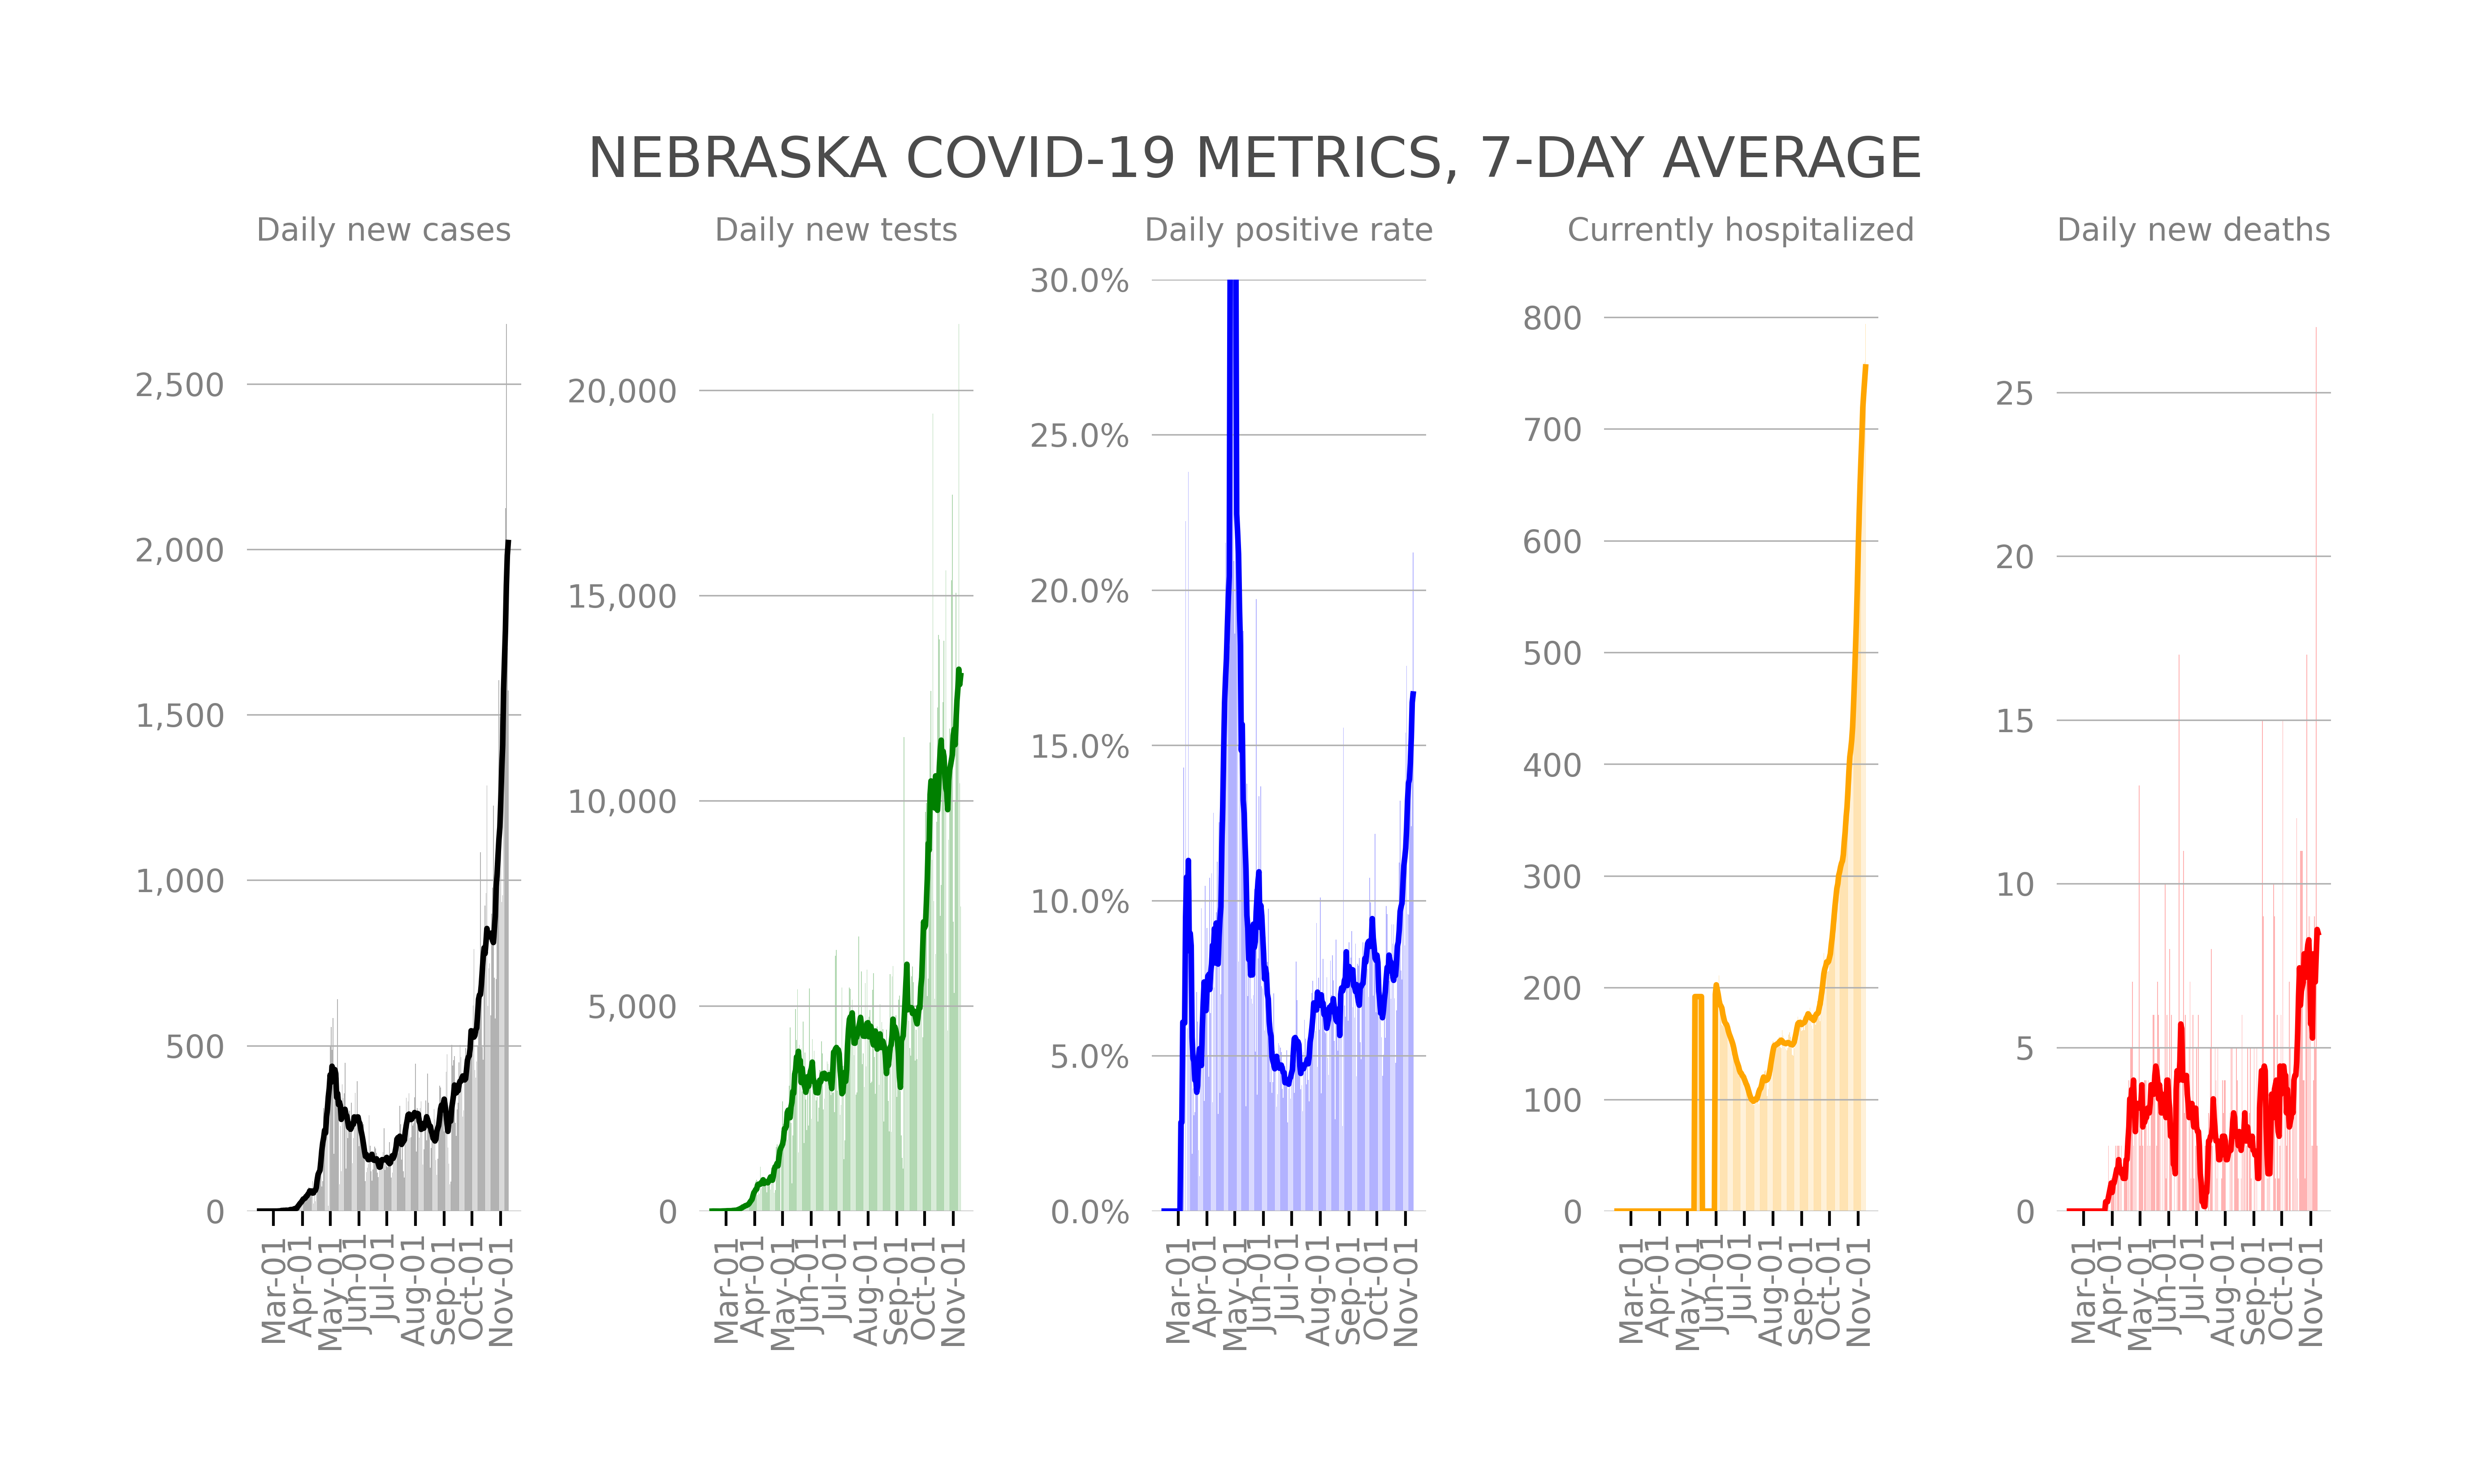 NEBRASKA COVID-19 METRICS, 7-DAY AVERAGE
Daily new cases
2,500
2,000
1,500
1,000
500
0
Mar-01
Apr-01
May-01
Jun-01
Jul-01
Aug-01
Sep-01
Oct-01
Nov-01
Daily new tests
20,000
15,000
10,000
5,000
0
Mar-01
Apr-01
May-01
Jun-01
Jul-01
Aug-01
Sep-01
Oct-01
Nov-01
Daily positive rate
30.0%
25.0%
20.0%
15.0%
10.0%
5.0%
0.0%
Mar-01
Apr-01
May-01
Jun-01
Jul-01
Aug-01
Sep-01
Oct-01
Nov-01
Currently hospitalized
800
700
600
500
400
300
200
100
0
Mar-01
Apr-01
May-01
Jun-01
Jul-01
Aug-01
Sep-01
Oct-01
Nov-01
Daily new deaths
25
20
15
10
5
0
Mar-01
Apr-01
May-01
Jun-01
Jul-01
Aug-01
Sep-01
Oct-01
Nov-01